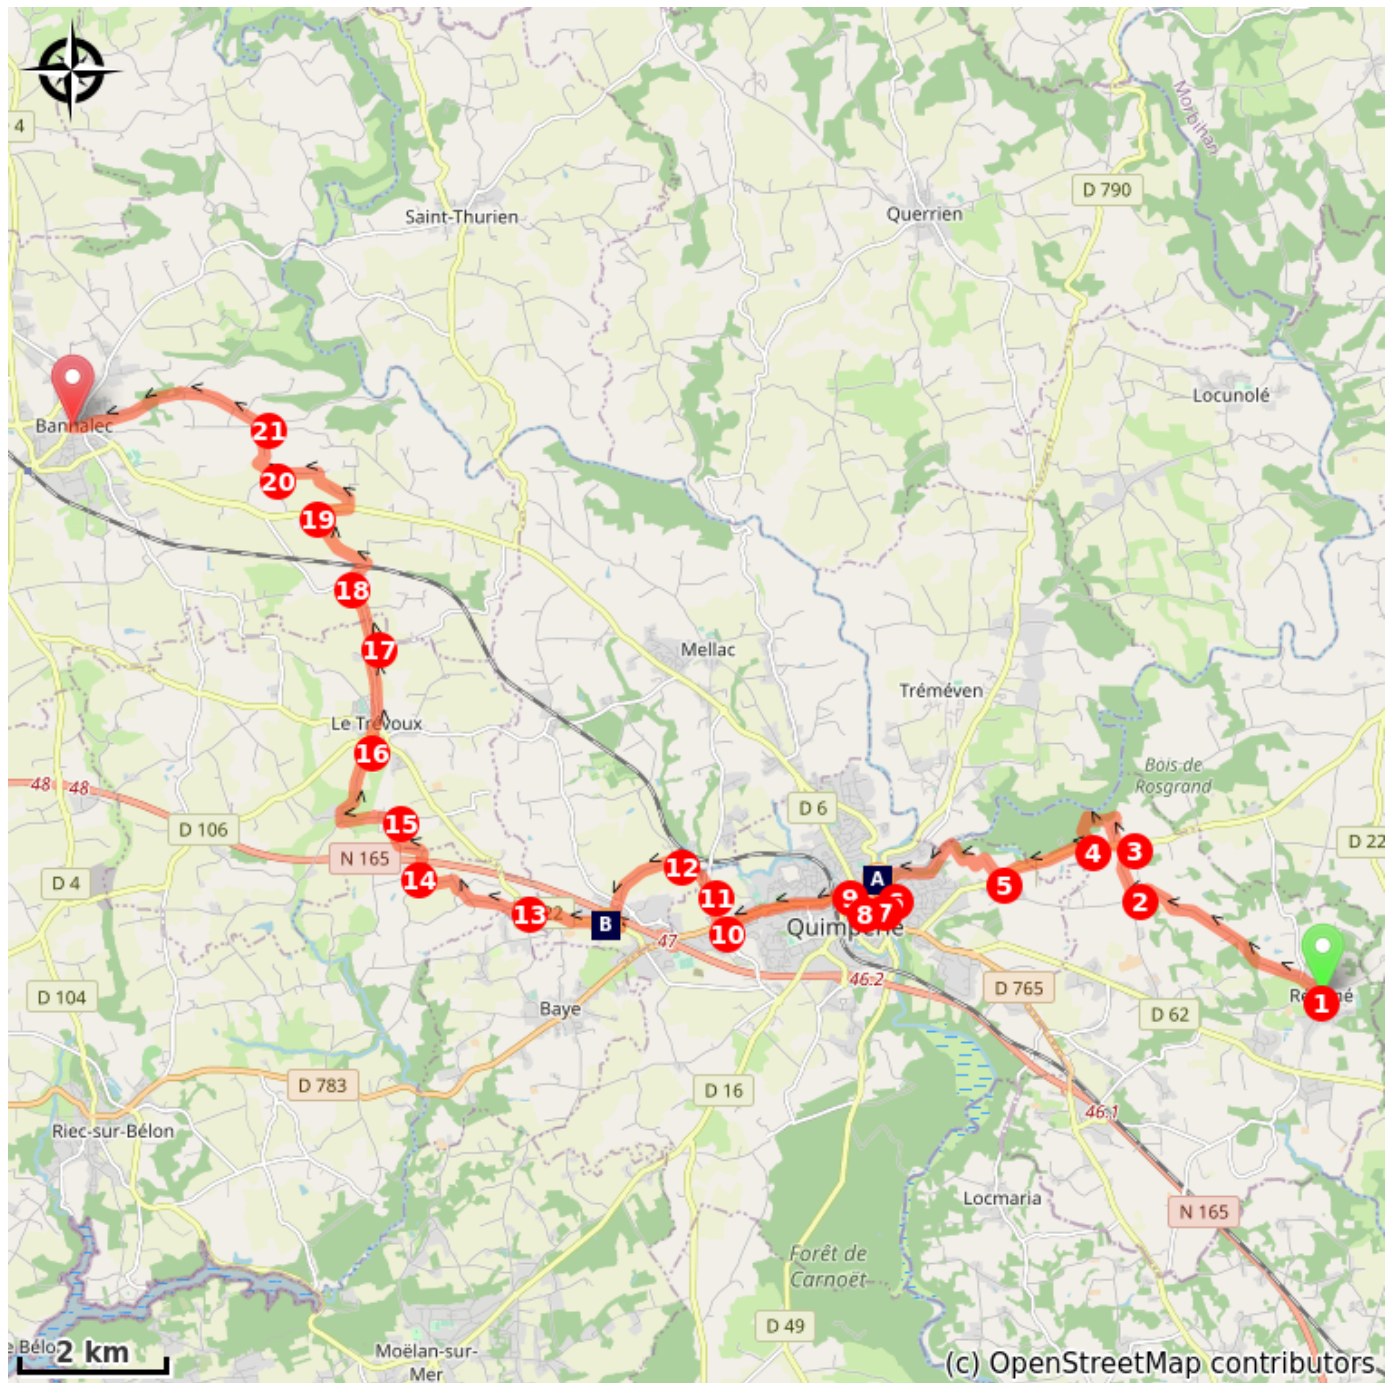 4
Morbihan
D 790
Saint-Thurien
Querrien
Locunolé
Bannalec
21
20
19
18
17
Mellac
Tréméven
Le Trévoux
16
Bois de
Rosgrand
48
48
D 6
D 106
15
D 22
N 165
4
3
12
A
5
D 4
14
11
9
2
13
B
8
7
10
Quimperlé
47
46.2
D 765
1
D 104
Baye
D 62
D 783
D 16
46.1
Riec-sur-Bélon
Locmaria
N 165
Forêt de
Carnoët
D 49
Moëlan-sur-
Mer
2 km
(c) OpenStreetMap contributors